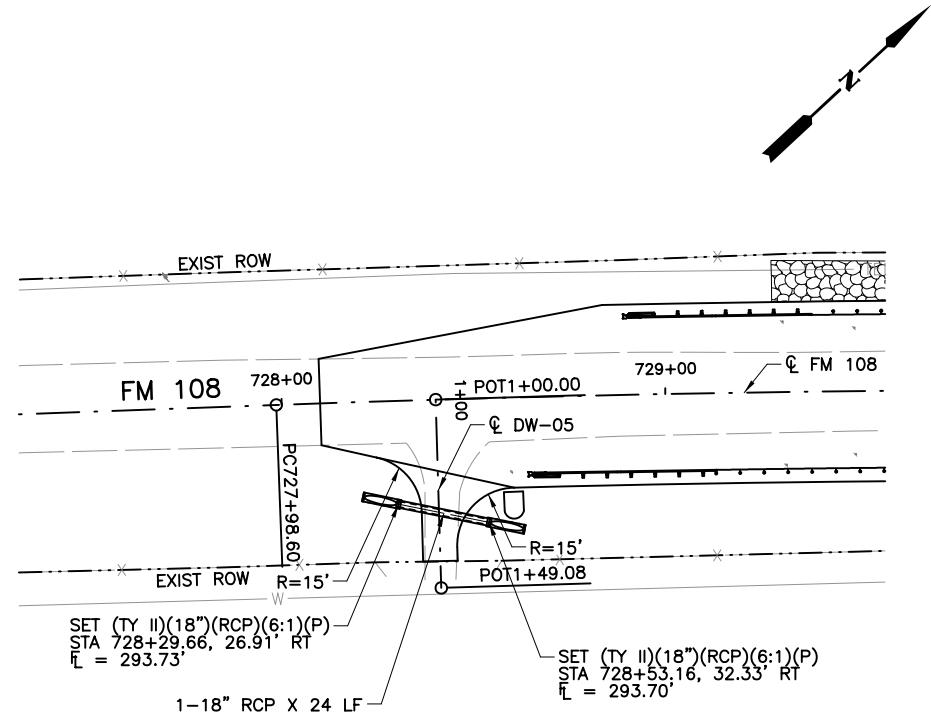 N
EXIST ROW
FM 108
728+00
1+00
POT1+00.00
729+00
℄ FM 108
℄ DW-05
PC727+98.60
R=15'
POT1+49.08
EXIST ROW
R=15'
W
SET (TY II)(18")(RCP)(6:1)(P)
STA 728+29.66, 26.91' RT
FL = 293.73'
SET (TY II)(18")(RCP)(6:1)(P)
STA 728+53.16, 32.33' RT
FL = 293.70'
1-18" RCP X 24 LF